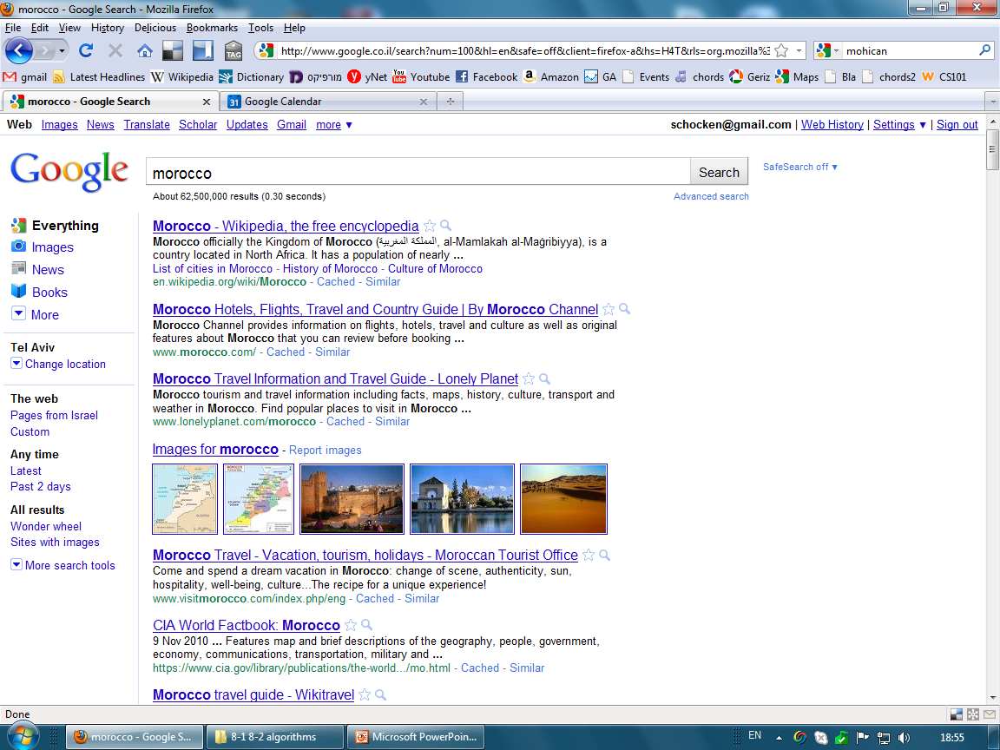 morocco - Google Search - Mozilla Firefox
File Edit View History Delicious Bookmarks Tools Help
TAG http://www.google.co.il/search?num=100&hl=en&safe=off&client=firefox-a&hs=H4T&rls=org.mozilla%3 mohican
gmail Latest Headlines Wikipedia Dictionary מורפיקס yNet Youtube Facebook Amazon GA Events chords Geriz Maps Bla chords2 CS101
morocco - Google Search Google Calendar
Web Images News Translate Scholar Updates Gmail more ▼ schocken@gmail.com | Web History | Settings ▼ | Sign out
Google morocco Search SafeSearch off ▼
About 62,500,000 results (0.30 seconds) Advanced search
Everything
Images
News
Books
More
Tel Aviv
Change location
The web
Pages from Israel
Custom
Any time
Latest
Past 2 days
All results
Wonder wheel
Sites with images
More search tools
Morocco - Wikipedia, the free encyclopedia
Morocco officially the Kingdom of Morocco (المملكة المغربية, al-Mamlakah al-Maġribiyya), is a
country located in North Africa. It has a population of nearly ...
List of cities in Morocco - History of Morocco - Culture of Morocco
en.wikipedia.org/wiki/Morocco - Cached - Similar
Morocco Hotels, Flights, Travel and Country Guide | By Morocco Channel
Morocco Channel provides information on flights, hotels, travel and culture as well as original
features about Morocco that you can review before booking ...
www.morocco.com/ - Cached - Similar
Morocco Travel Information and Travel Guide - Lonely Planet
Morocco tourism and travel information including facts, maps, history, culture, transport and
weather in Morocco. Find popular places to visit in Morocco ...
www.lonelyplanet.com/morocco - Cached - Similar
Images for morocco - Report images
Morocco Travel - Vacation, tourism, holidays - Moroccan Tourist Office
Come and spend a dream vacation in Morocco: change of scene, authenticity, sun,
hospitality, well-being, culture...The recipe for a unique experience!
www.visitmorocco.com/index.php/eng - Cached - Similar
CIA World Factbook: Morocco
9 Nov 2010 ... Features map and brief descriptions of the geography, people, government,
economy, communications, transportation, military and ...
https://www.cia.gov/library/publications/the-world.../mo.html - Cached - Similar
Morocco travel guide - Wikitravel
Done
morocco - Google S... 8-1 8-2 algorithms Microsoft PowerPoin... EN 18:55